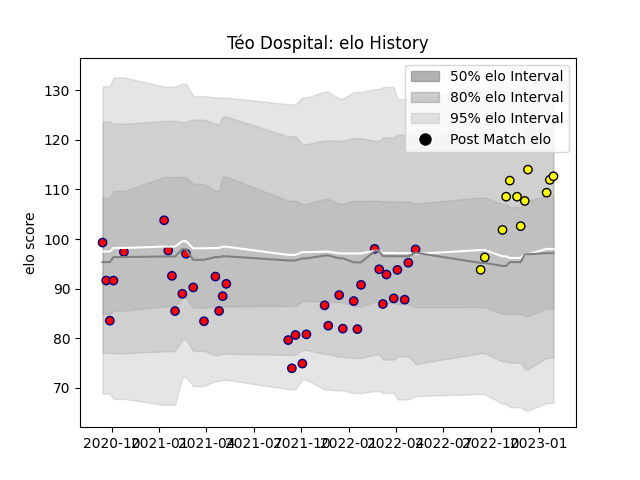 Téo Dospital: elo History
50% elo Interval
80% elo Interval
95% elo Interval
Post Match elo
elo score
130
120
110
100
90
80
70
2020-10 2021-01 2021-04 2021-07 2021-10 2022-01 2022-04 2022-07 2022-10 2023-01